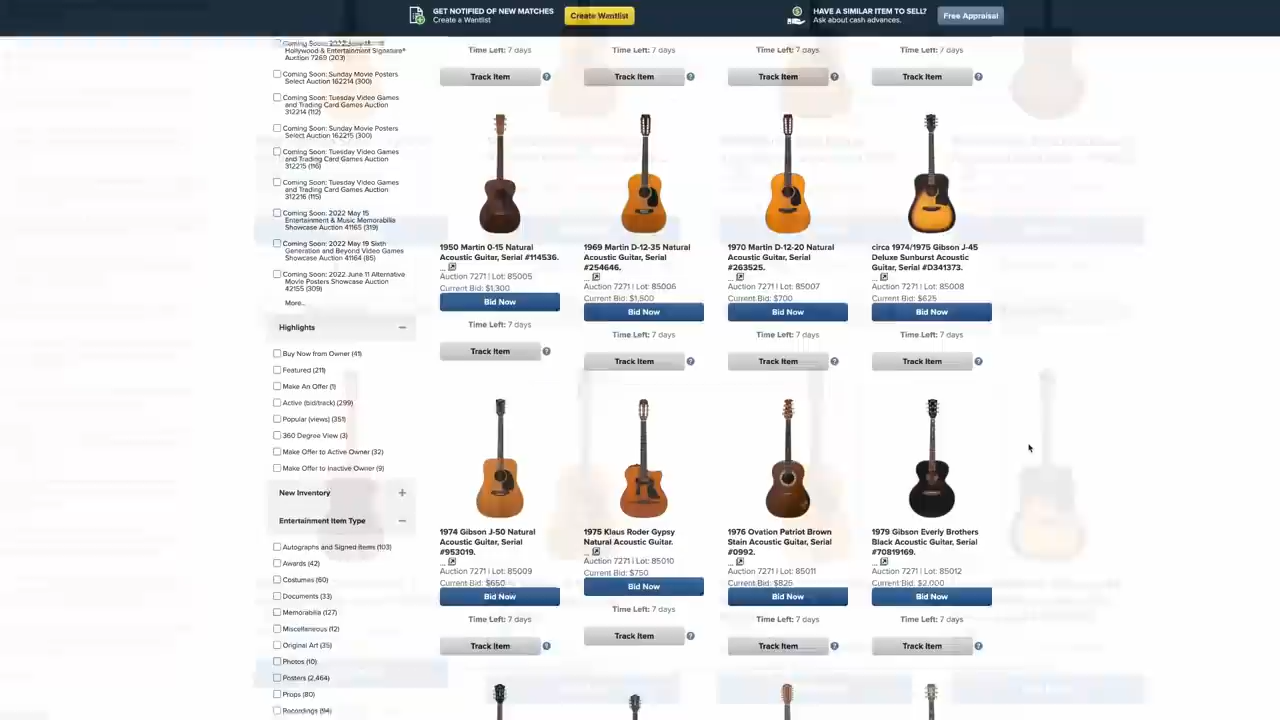 GET NOTIFIED OF NEW MATCHES
Create a Wantlist
Create Wantlist
HAVE A SIMILAR ITEM TO SELL?
Ask about cash advances.
Free Appraisal
Hollywood & Entertainment Signature®
Auction 7269 (203)
Coming Soon: Sunday Movie Posters
Select Auction 162214 (300)
Coming Soon: Tuesday Video Games
and Trading Card Games Auction
312214 (112)
Coming Soon: Sunday Movie Posters
Select Auction 162215 (300)
Coming Soon: Tuesday Video Games
and Trading Card Games Auction
312215 (116)
Coming Soon: Tuesday Video Games
and Trading Card Games Auction
312216 (115)
Coming Soon: 2022 May 15
Entertainment & Music Memorabilia
Showcase Auction 41165 (319)
Coming Soon: 2022 May 19 Sixth
Generation and Beyond Video Games
Showcase Auction 41164 (85)
Coming Soon: 2022 June 11 Alternative
Movie Posters Showcase Auction
42155 (309)
More...
Highlights
Buy Now from Owner (41)
Featured (211)
Make An Offer (1)
Active (bid/track) (299)
Popular (views) (351)
360 Degree View (3)
Make Offer to Active Owner (32)
Make Offer to Inactive Owner (9)
New Inventory
Entertainment Item Type
Autographs and Signed Items (103)
Awards (42)
Costumes (60)
Documents (33)
Memorabilia (127)
Miscellaneous (12)
Original Art (35)
Photos (10)
Posters (2,464)
Props (80)
Recordings (94)
Time Left: 7 days
Track Item
Time Left: 7 days
Track Item
Time Left: 7 days
Track Item
Time Left: 7 days
Track Item
1950 Martin 0-15 Natural
Acoustic Guitar, Serial #114536.
...
Auction 7271 | Lot: 85005
Current Bid: $1,300
Bid Now
Time Left: 7 days
Track Item
1969 Martin D-12-35 Natural
Acoustic Guitar, Serial
#254646.
...
Auction 7271 | Lot: 85006
Current Bid: $1,500
Bid Now
Time Left: 7 days
Track Item
1970 Martin D-12-20 Natural
Acoustic Guitar, Serial
#263525.
...
Auction 7271 | Lot: 85007
Current Bid: $700
Bid Now
Time Left: 7 days
Track Item
circa 1974/1975 Gibson J-45
Deluxe Sunburst Acoustic
Guitar, Serial #D341373.
...
Auction 7271 | Lot: 85008
Current Bid: $625
Bid Now
Time Left: 7 days
Track Item
1974 Gibson J-50 Natural
Acoustic Guitar, Serial
#953019.
...
Auction 7271 | Lot: 85009
Current Bid: $650
Bid Now
Time Left: 7 days
Track Item
1975 Klaus Roder Gypsy
Natural Acoustic Guitar.
...
Auction 7271 | Lot: 85010
Current Bid: $750
Bid Now
Time Left: 7 days
Track Item
1976 Ovation Patriot Brown
Stain Acoustic Guitar, Serial
#0992.
...
Auction 7271 | Lot: 85011
Current Bid: $825
Bid Now
Time Left: 7 days
Track Item
1979 Gibson Everly Brothers
Black Acoustic Guitar, Serial
#70819169.
...
Auction 7271 | Lot: 85012
Current Bid: $2,000
Bid Now
Time Left: 7 days
Track Item